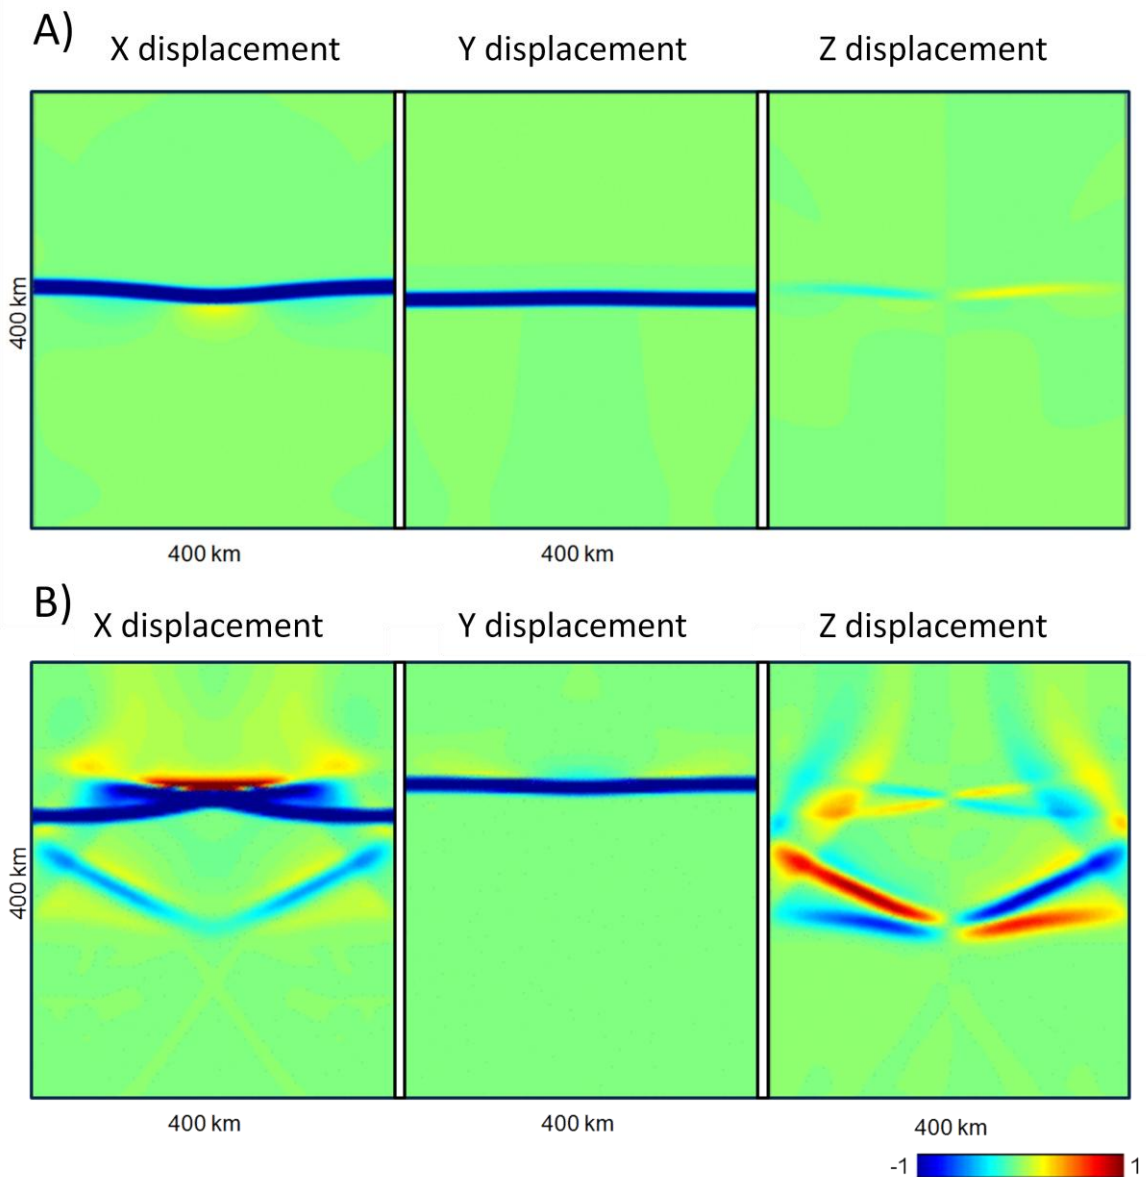 A)
X displacement
Y displacement
Z displacement
400 km
400 km
400 km
B)
X displacement
Y displacement
Z displacement
400 km
400 km
400 km
400 km
-1
1